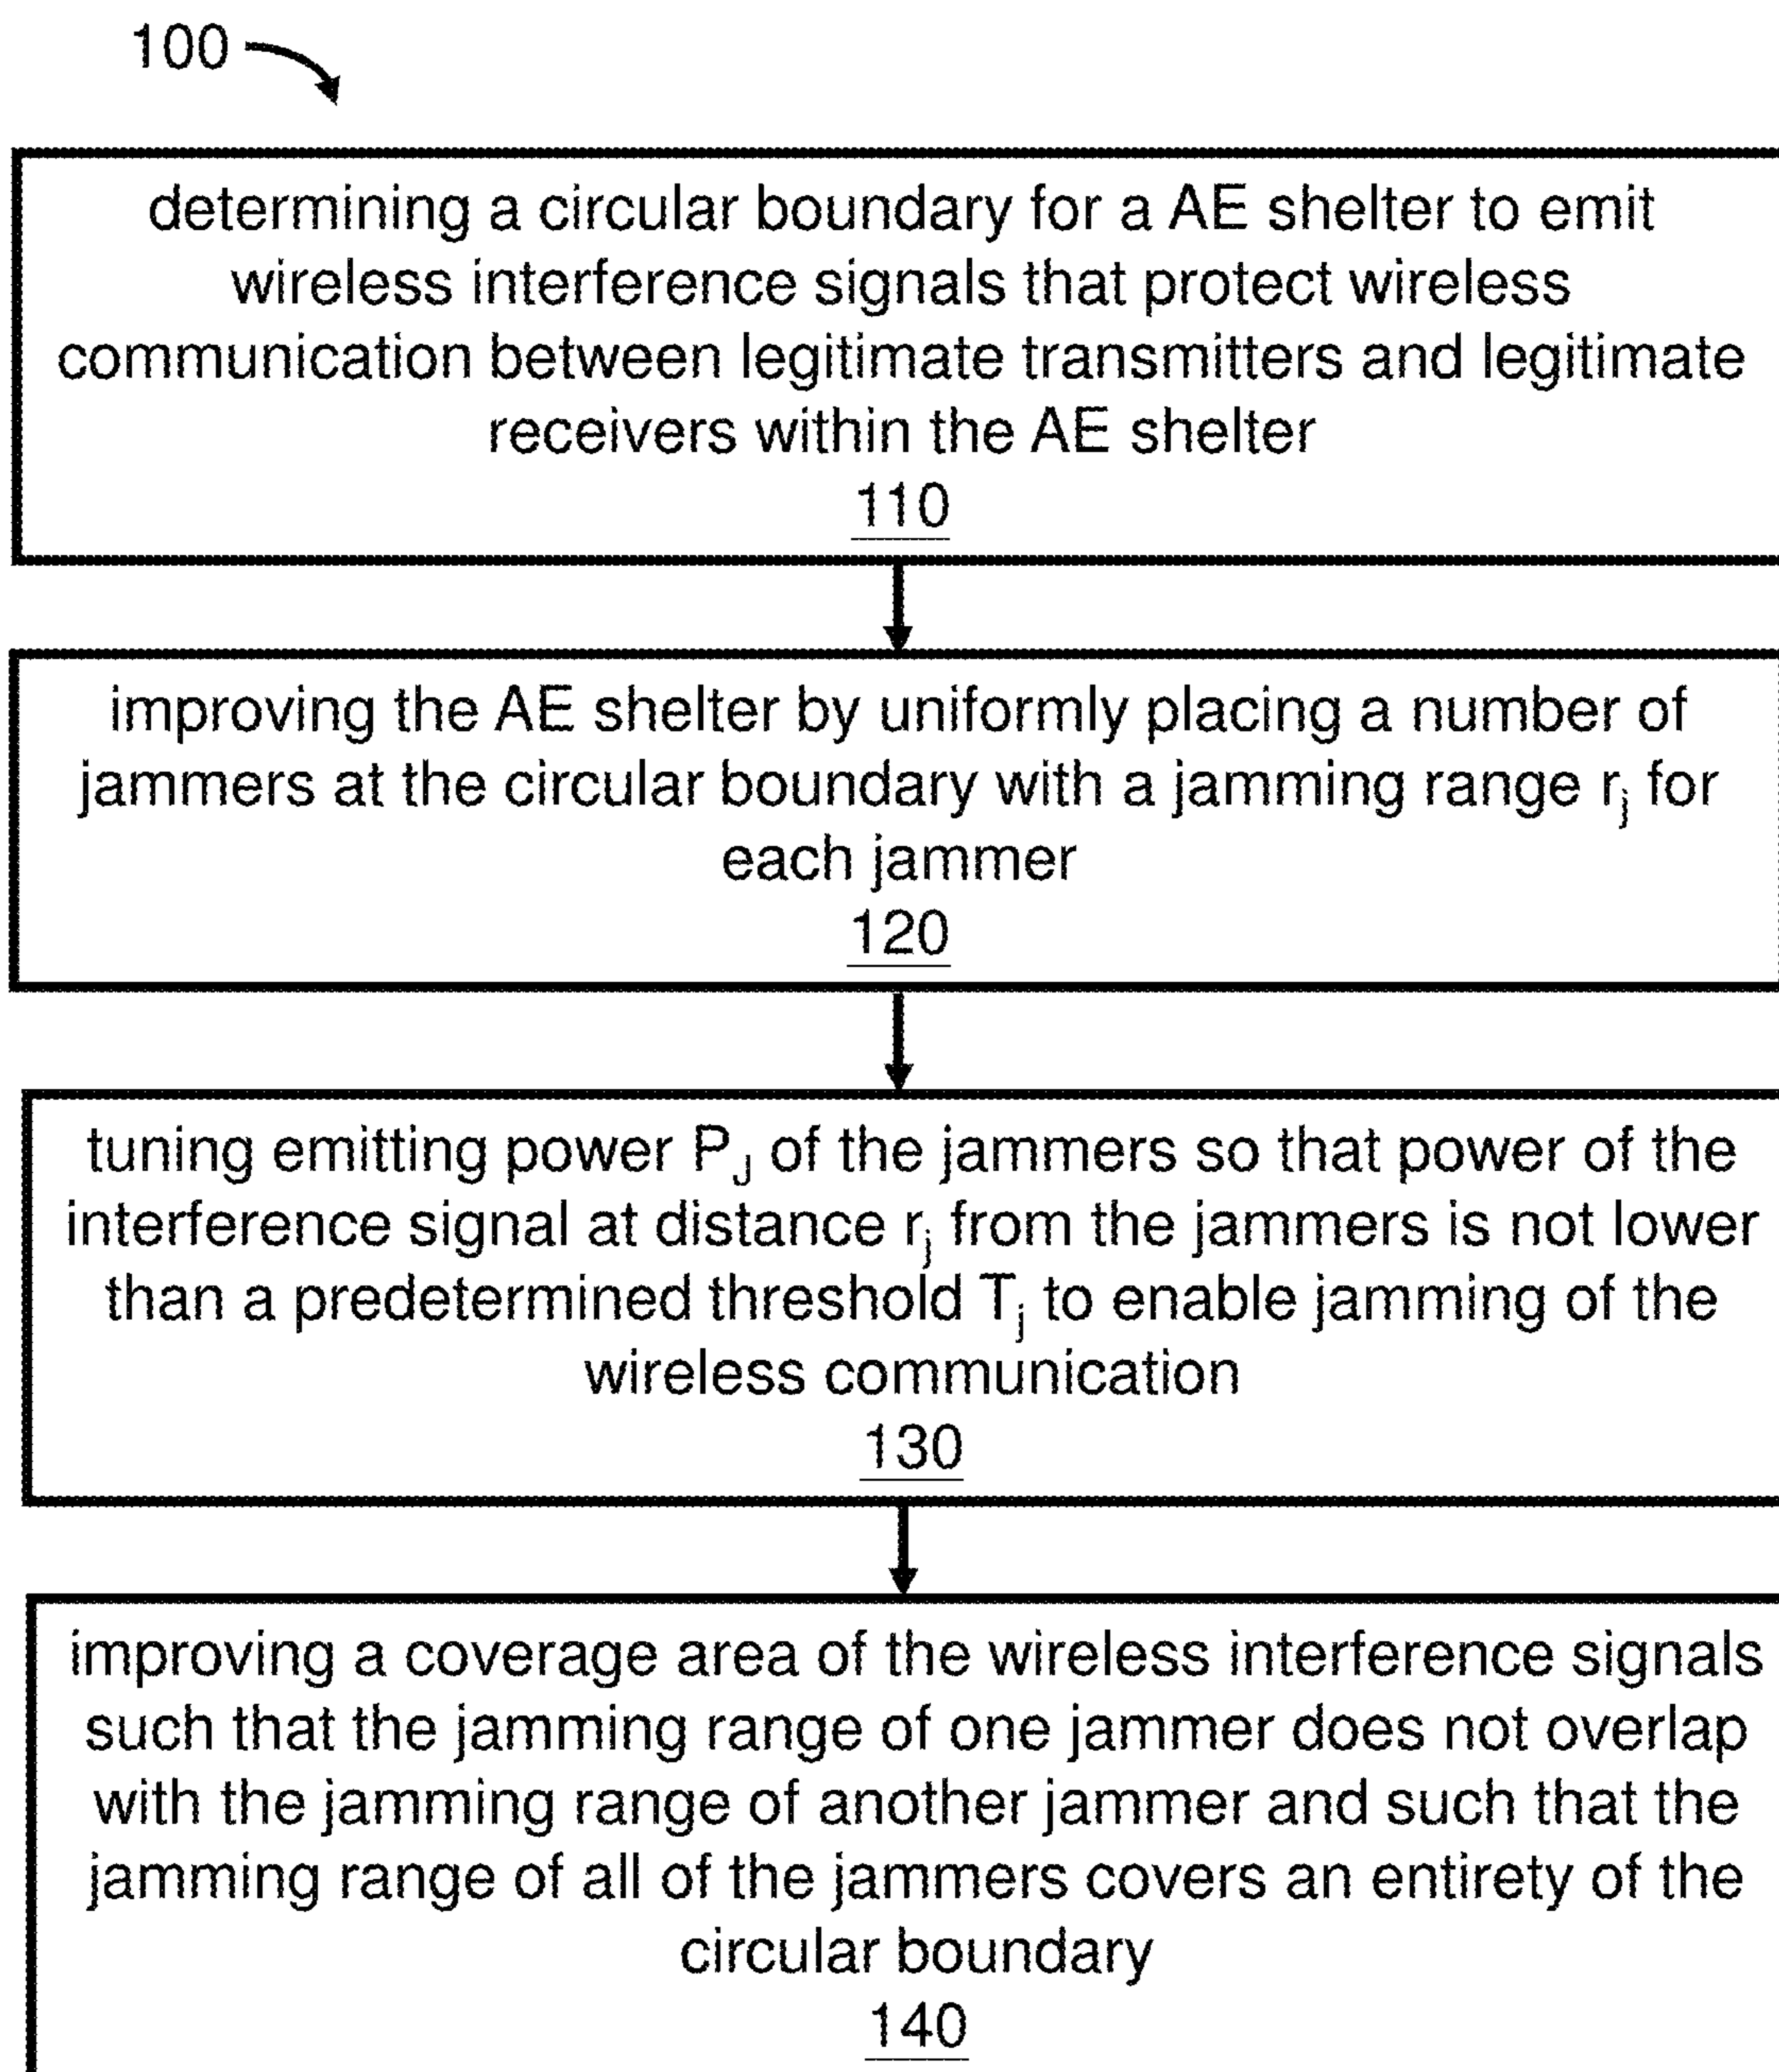 100
determining a circular boundary for a AE shelter to emit
wireless interference signals that protect wireless
communication between legitimate transmitters and legitimate
receivers within the AE shelter
110
improving the AE shelter by uniformly placing a number of
jammers at the circular boundary with a jamming range rj for
each jammer
120
tuning emitting power PJ of the jammers so that power of the
interference signal at distance rj from the jammers is not lower
than a predetermined threshold Tj to enable jamming of the
wireless communication
130
improving a coverage area of the wireless interference signals
such that the jamming range of one jammer does not overlap
with the jamming range of another jammer and such that the
jamming range of all of the jammers covers an entirety of the
circular boundary
140